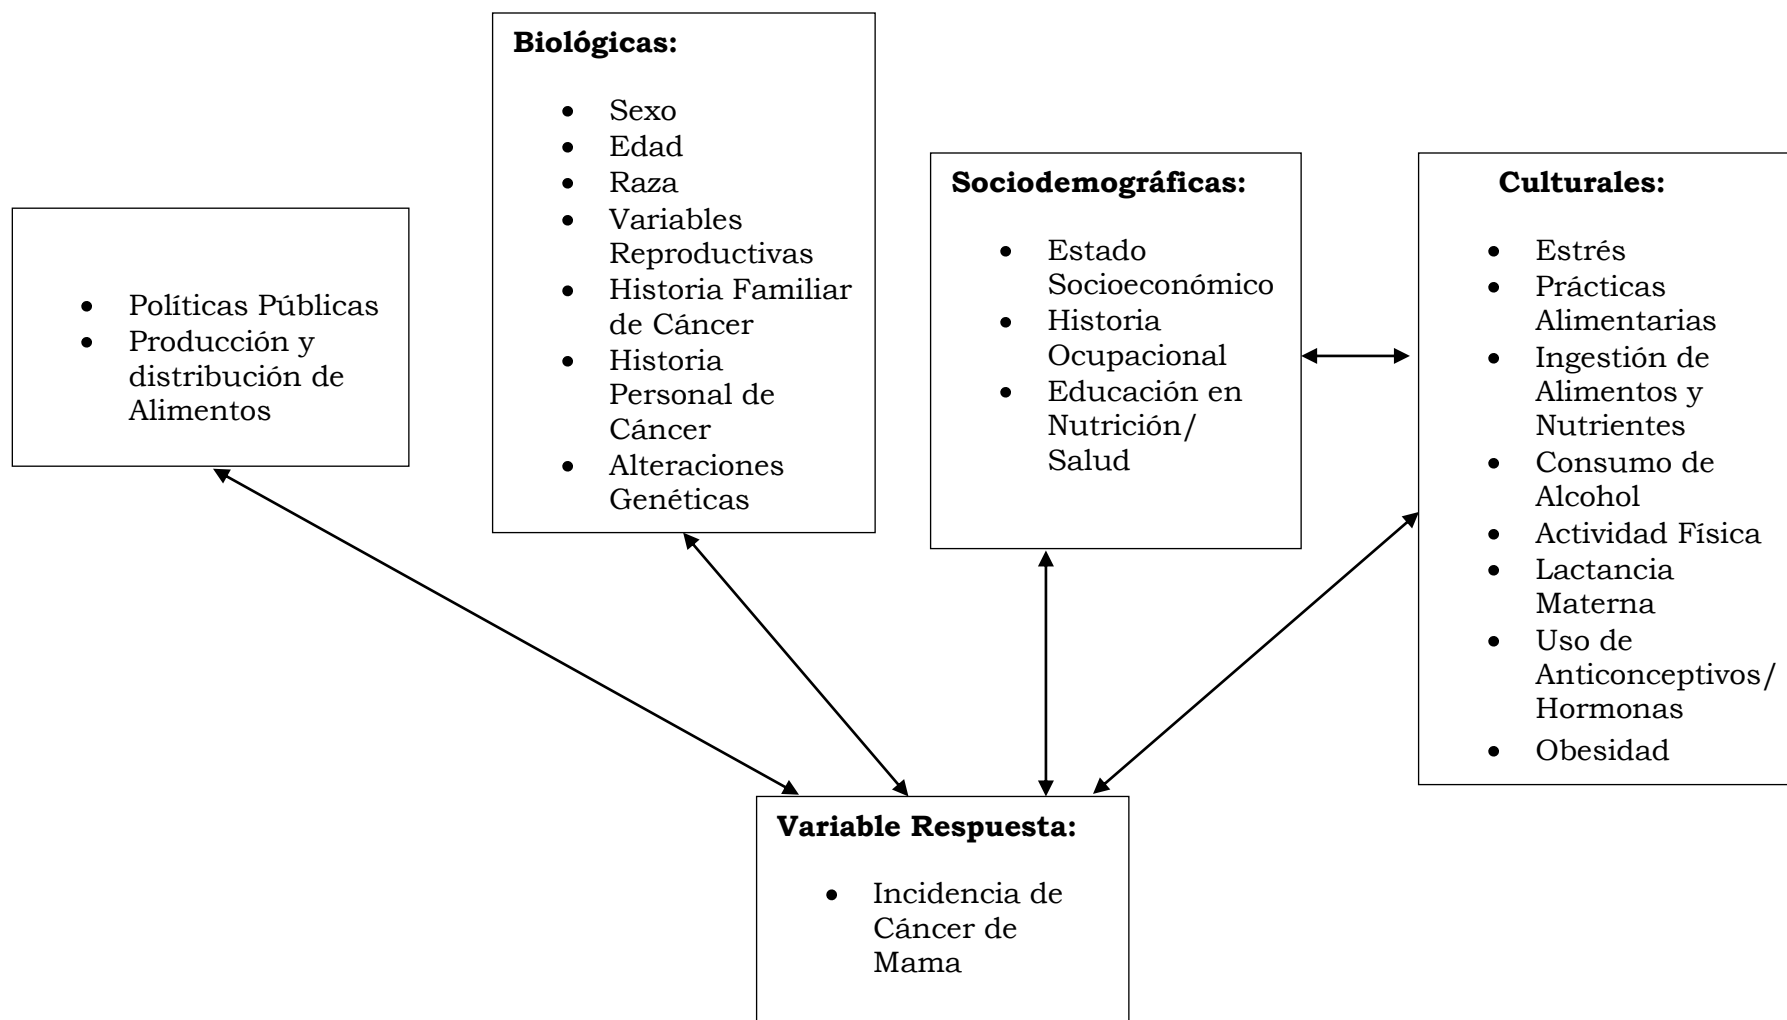 Políticas Públicas
Producción y
distribución de
Alimentos
Biológicas:
Sexo
Edad
Raza
Variables
Reproductivas
Historia Familiar
de Cáncer
Historia
Personal de
Cáncer
Alteraciones
Genéticas
Sociodemográficas:
Estado
Socioeconómico
Historia
Ocupacional
Educación en
Nutrición/
Salud
Culturales:
Estrés
Prácticas
Alimentarias
Ingestión de
Alimentos y
Nutrientes
Consumo de
Alcohol
Actividad Física
Lactancia
Materna
Uso de
Anticonceptivos/
Hormonas
Obesidad
Variable Respuesta:
Incidencia de
Cáncer de
Mama